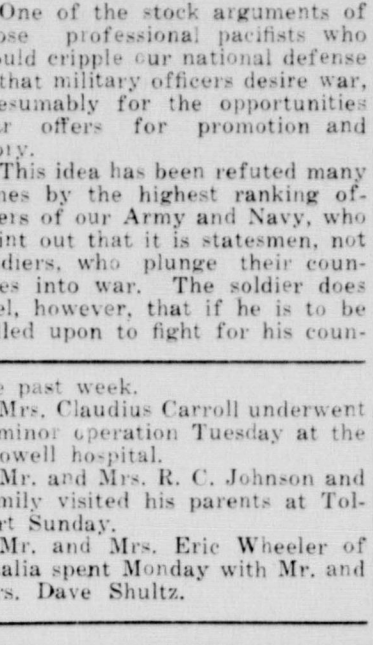 One of the stock arguments of
ose professional pacifists who
ould cripple our national defense
that military officers desire war,
esumably for the opportunities
r offers for promotion and
ory.
This idea has been refuted many
nes by the highest ranking of-
ers of our Army and Navy, who
int out that it is statesmen, not
diers, who plunge their coun-
es into war. The soldier does
el, however, that if he is to be
lled upon to fight for his coun-
e past week.
Mrs. Claudius Carroll underwent
minor operation Tuesday at the
owell hospital.
Mr. and Mrs. R. C. Johnson and
mily visited his parents at Tol-
rt Sunday.
Mr. and Mrs. Eric Wheeler of
alia spent Monday with Mr. and
rs. Dave Shultz.